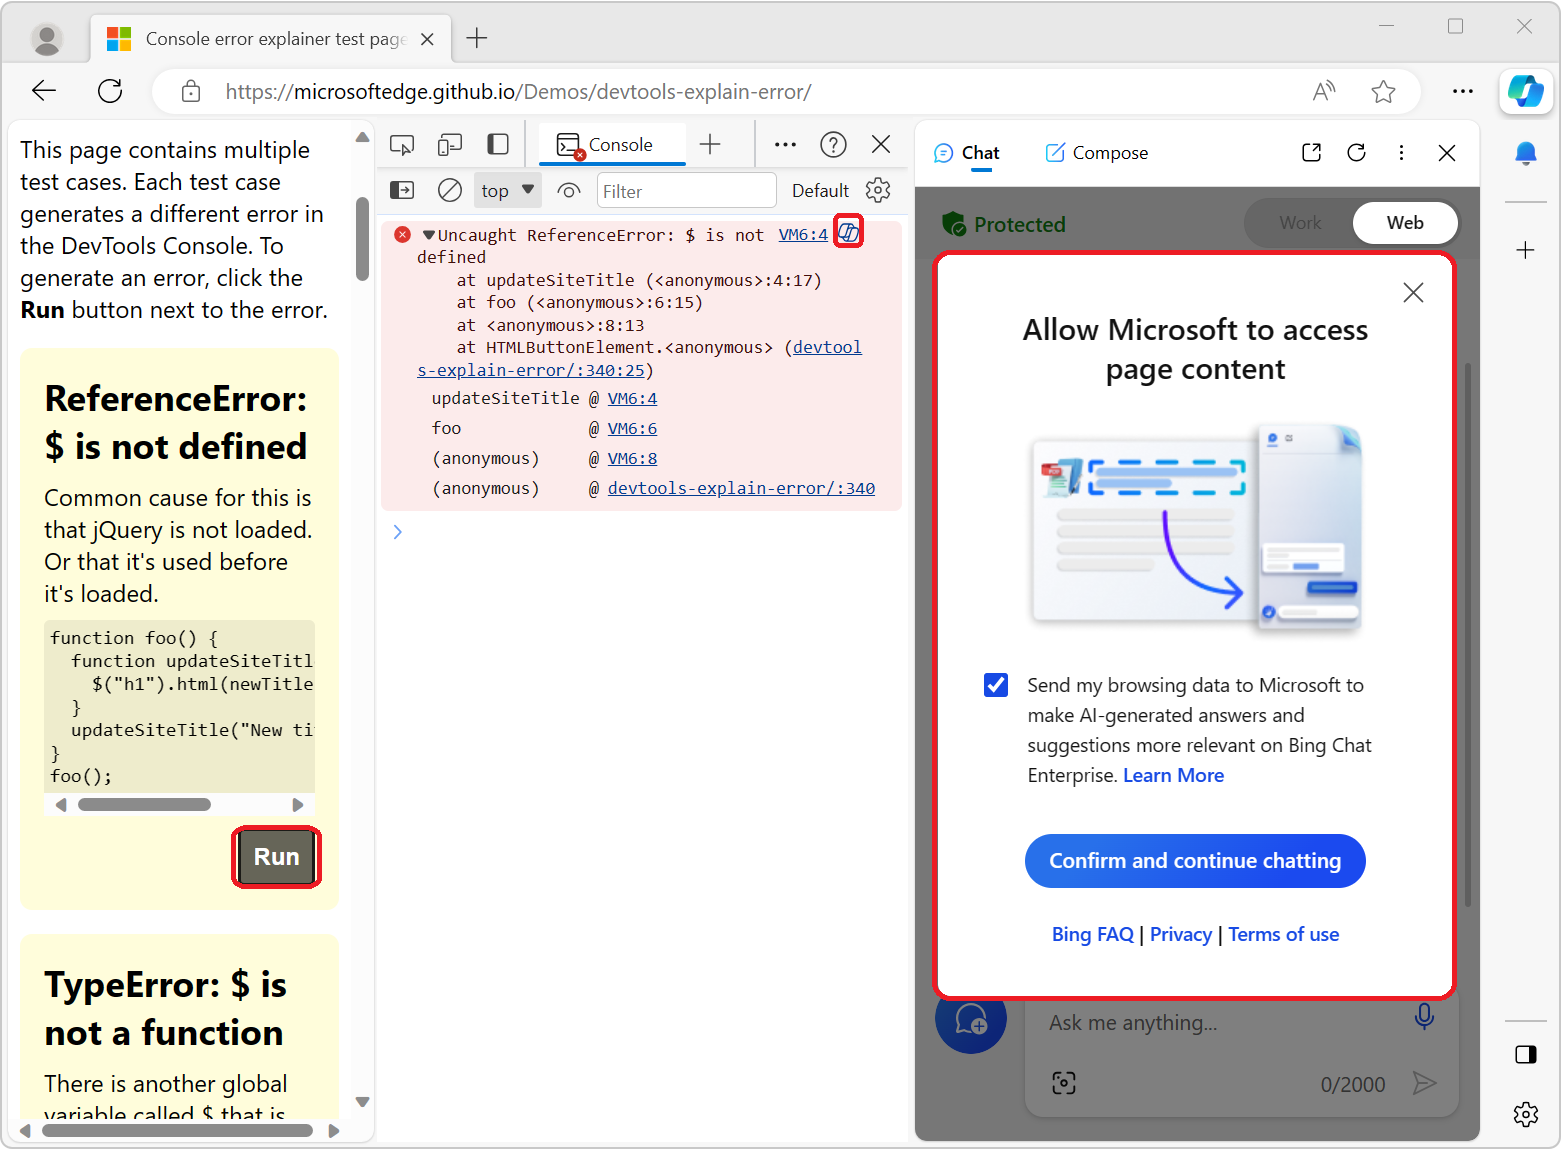 Console error explainer test page
https://microsoftedge.github.io/Demos/devtools-explain-error/
This page contains multiple
test cases. Each test case
generates a different error in
the DevTools Console. To
generate an error, click the
Run button next to the error.
ReferenceError:
$ is not defined
Common cause for this is
that jQuery is not loaded.
Or that it's used before
it's loaded.
function foo() {
function updateSiteTitl
$("h1").html(newTitle
}
updateSiteTitle("New ti
}
foo();
Run
TypeError: $ is
not a function
There is another global
variable called $ that is
Console
top
Filter
Default
Uncaught ReferenceError: $ is not VM6:4
defined
at updateSiteTitle (<anonymous>:4:17)
at foo (<anonymous>:6:15)
at <anonymous>:8:13
at HTMLButtonElement.<anonymous> (devtool
s-explain-error/:340:25)
updateSiteTitle @ VM6:4
foo @ VM6:6
(anonymous) @ VM6:8
(anonymous) @ devtools-explain-error/:340
Chat
Compose
Protected
Work
Web
Allow Microsoft to access
page content
PDF
Send my browsing data to Microsoft to
make AI-generated answers and
suggestions more relevant on Bing Chat
Enterprise. Learn More
Confirm and continue chatting
Bing FAQ | Privacy | Terms of use
Ask me anything...
0/2000